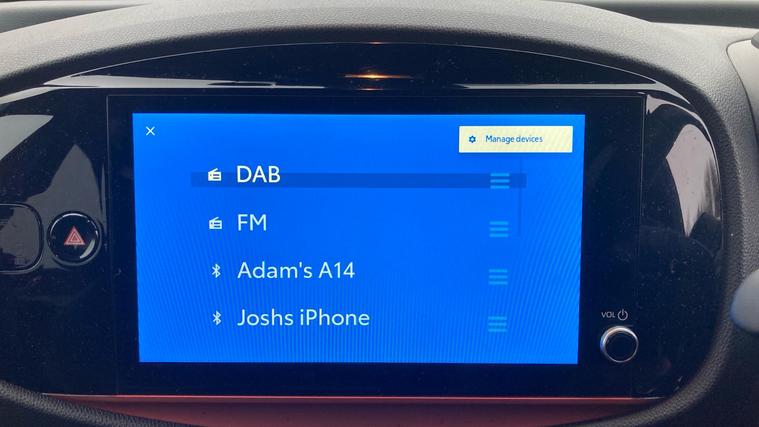 Manage devices
DAB
FM
Adam's A14
Joshs iPhone
VOL